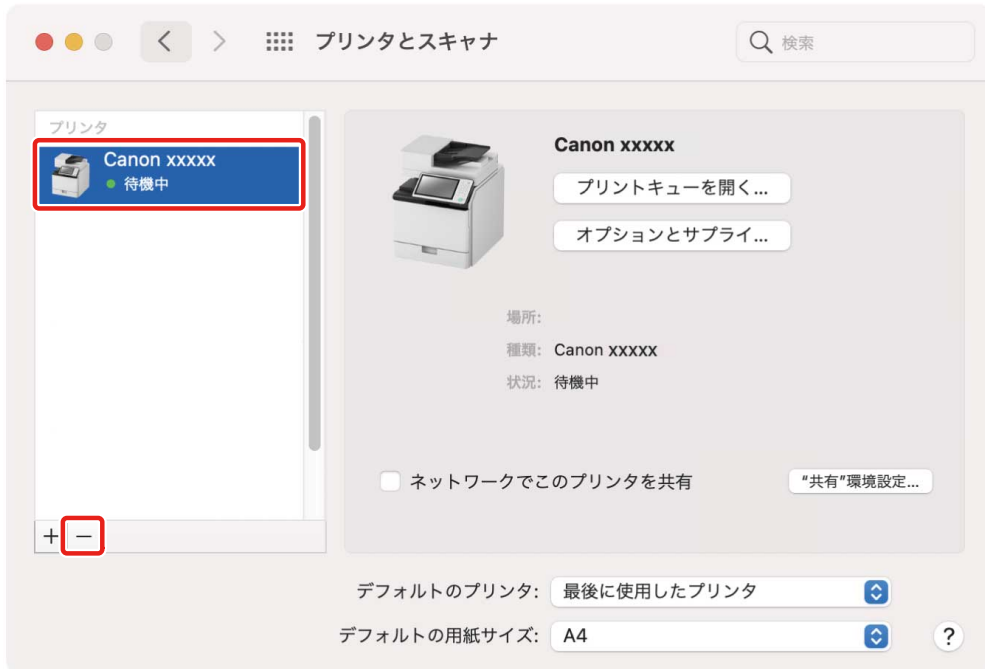 プリンタとスキャナ
検索
プリンタ
Canon xxxxx
待機中
+ −
Canon xxxxx
プリントキューを開く...
オプションとサプライ...
場所:
種類: Canon xxxxx
状況: 待機中
ネットワークでこのプリンタを共有
“共有”環境設定...
デフォルトのプリンタ: 最後に使用したプリンタ
デフォルトの用紙サイズ: A4
?